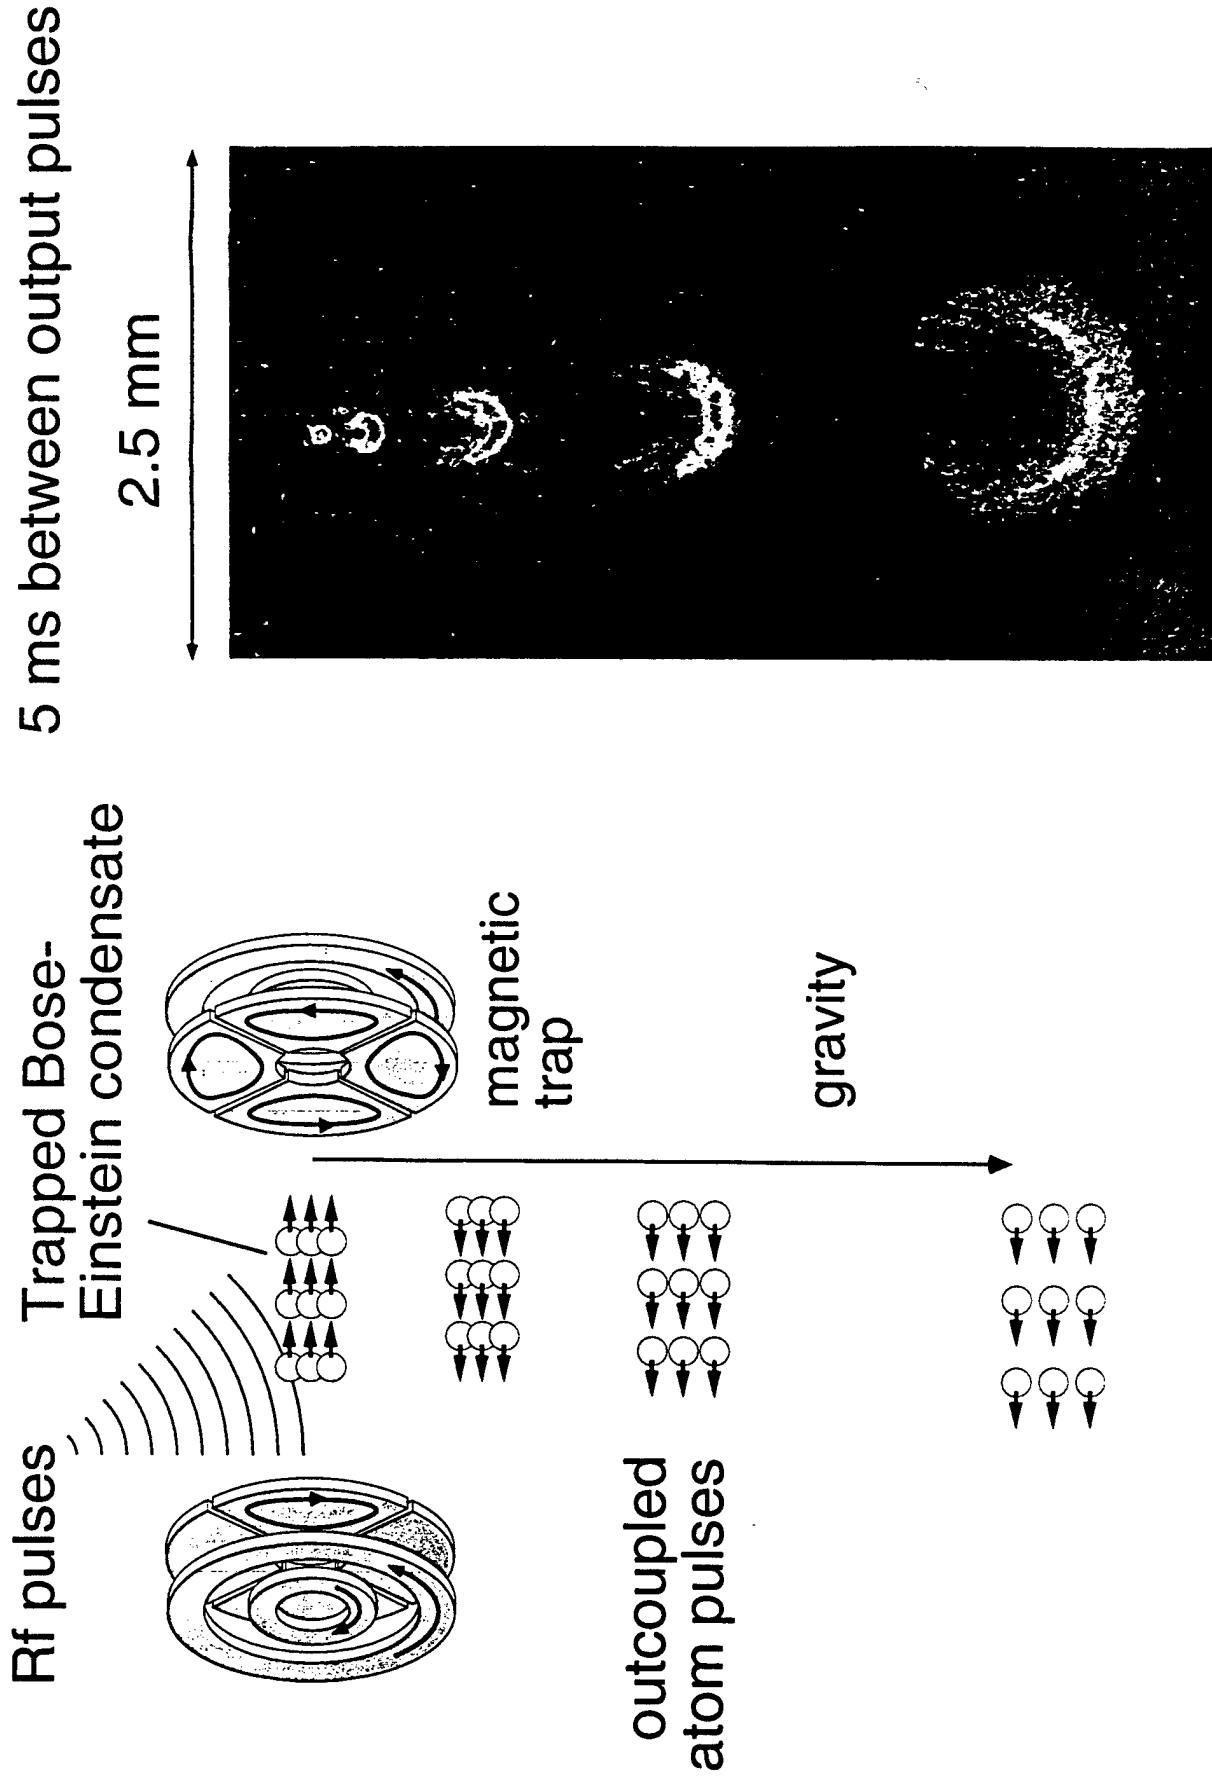 Rf pulses
Trapped Bose-
Einstein condensate
magnetic
trap
gravity
outcoupled
atom pulses
5 ms between output pulses
2.5 mm